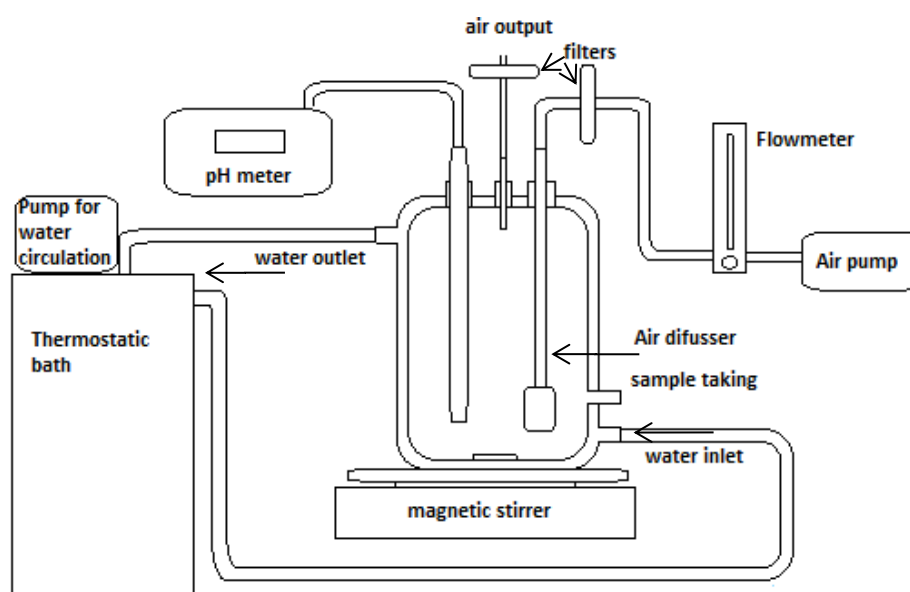 air output
filters
Flowmeter
pH meter
Pump for
water
circulation
water outlet
Air pump
Thermostatic
bath
Air difusser
sample taking
water inlet
magnetic stirrer